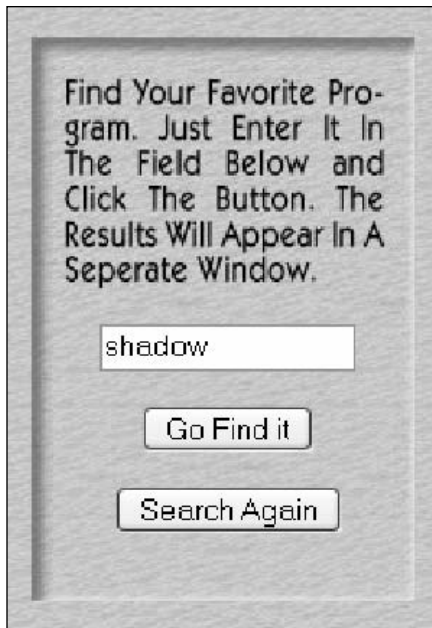 Find Your Favorite Pro-
gram. Just Enter It In
The Field Below and
Click The Button. The
Results Will Appear In A
Seperate Window.
shadow
Go Find it
Search Again